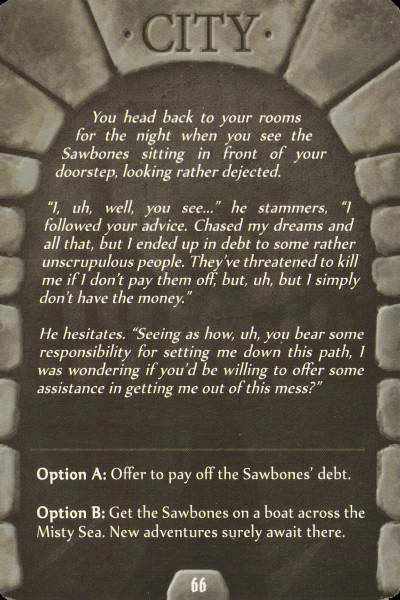 · CITY ·
You head back to your rooms
for the night when you see the
Sawbones sitting in front of your
doorstep, looking rather dejected.
“I, uh, well, you see...” he stammers, “I
followed your advice. Chased my dreams and
all that, but I ended up in debt to some rather
unscrupulous people. They’ve threatened to kill
me if I don’t pay them off, but, uh, but I simply
don’t have the money.”
He hesitates. “Seeing as how, uh, you bear some
responsibility for setting me down this path, I
was wondering if you’d be willing to offer some
assistance in getting me out of this mess?”
Option A: Offer to pay off the Sawbones’ debt.
Option B: Get the Sawbones on a boat across the
Misty Sea. New adventures surely await there.
66